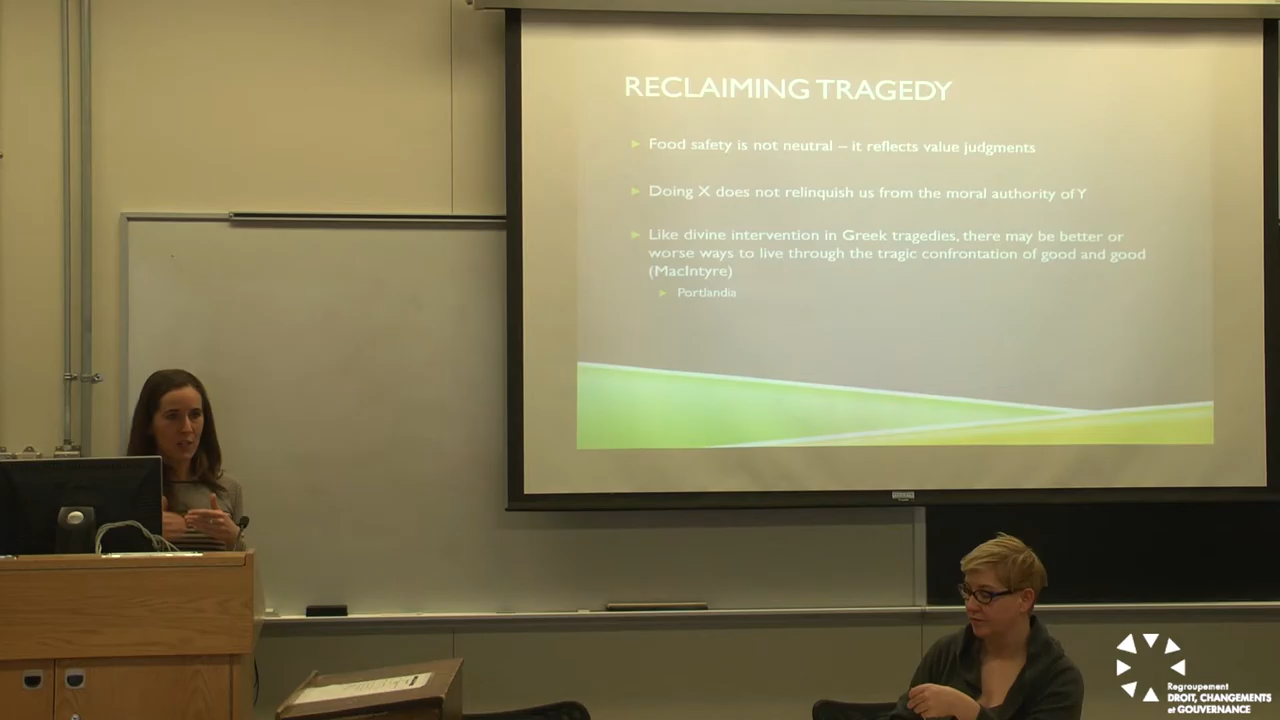 RECLAIMING TRAGEDY
Food safety is not neutral – it reflects value judgments
Doing X does not relinquish us from the moral authority of Y
Like divine intervention in Greek tragedies, there may be better or
worse ways to live through the tragic confrontation of good and good
(MacIntyre)
Portlandia
Regroupement
DROIT, CHANGEMENTS
et GOUVERNANCE